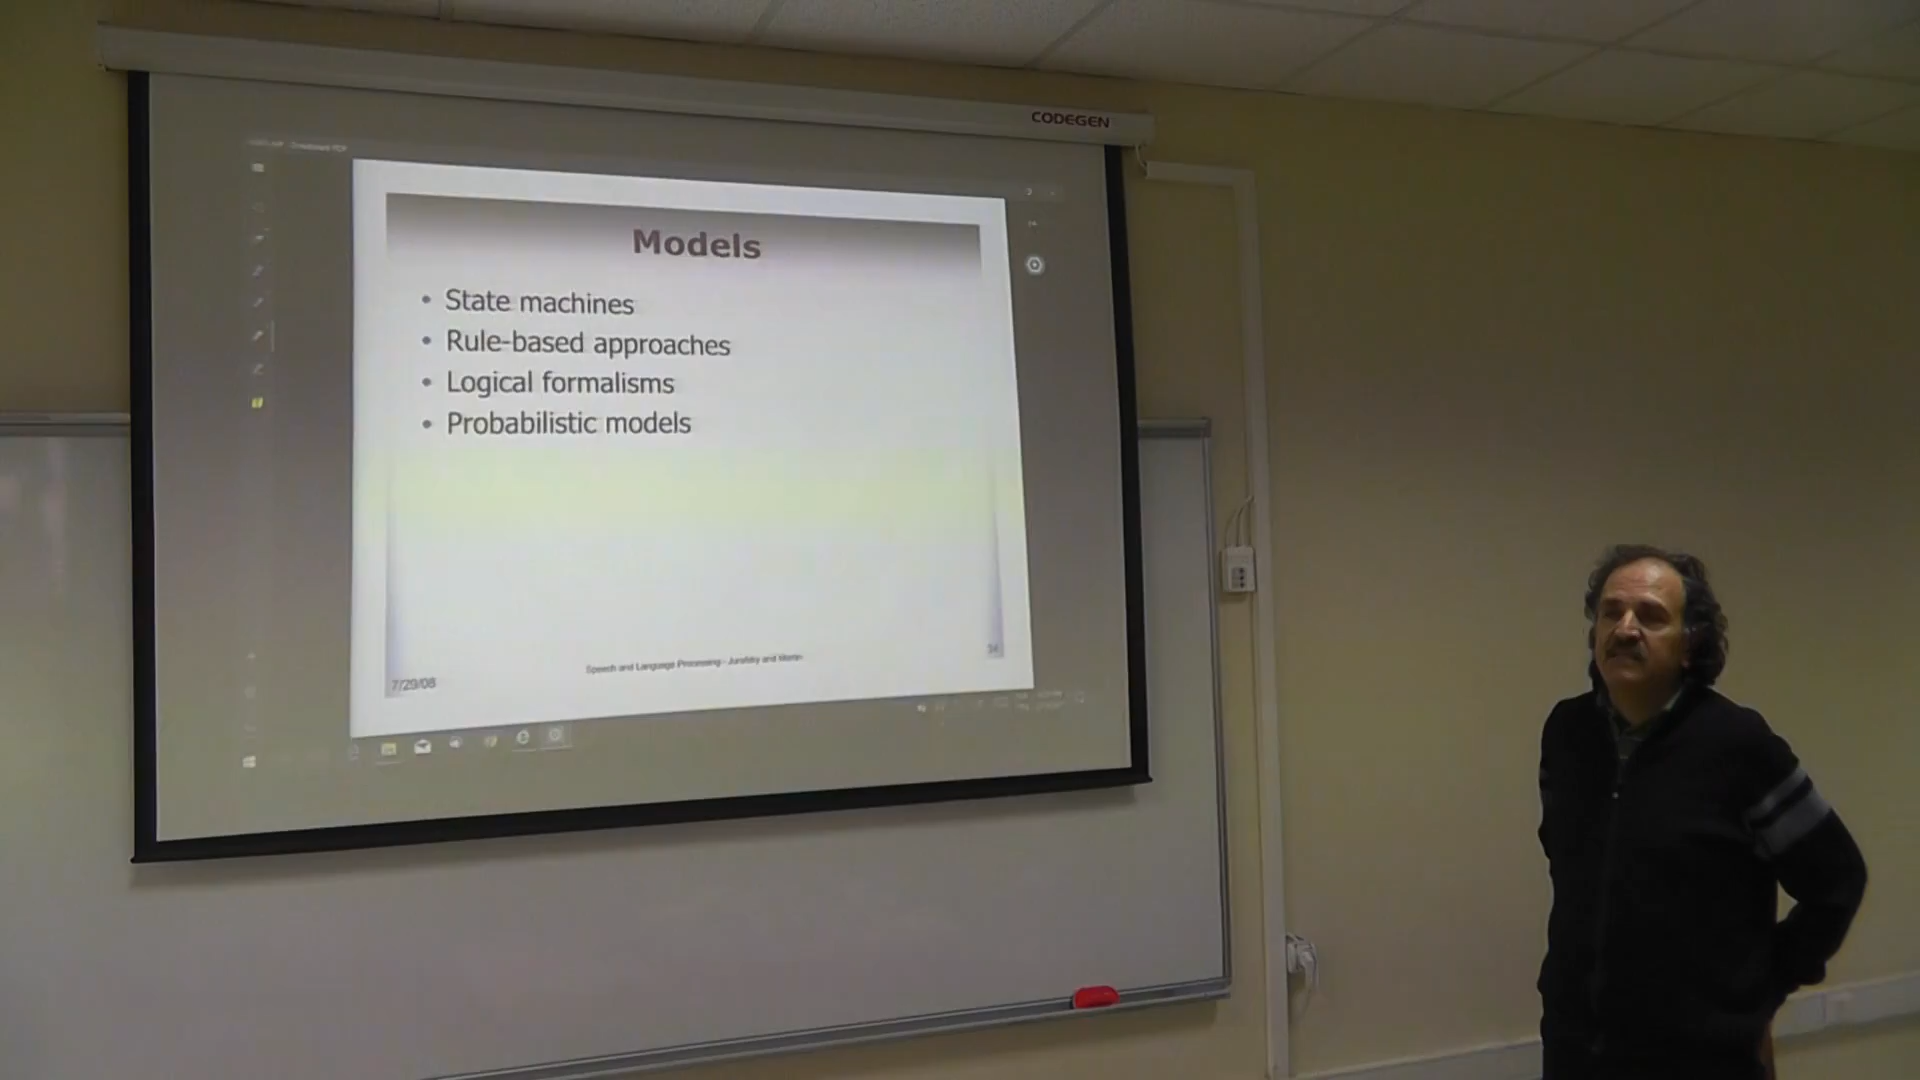 CODEGEN
Models
• State machines
• Rule-based approaches
• Logical formalisms
• Probabilistic models
Speech and Language Processing - Jurafsky and Martin
34
7/29/08